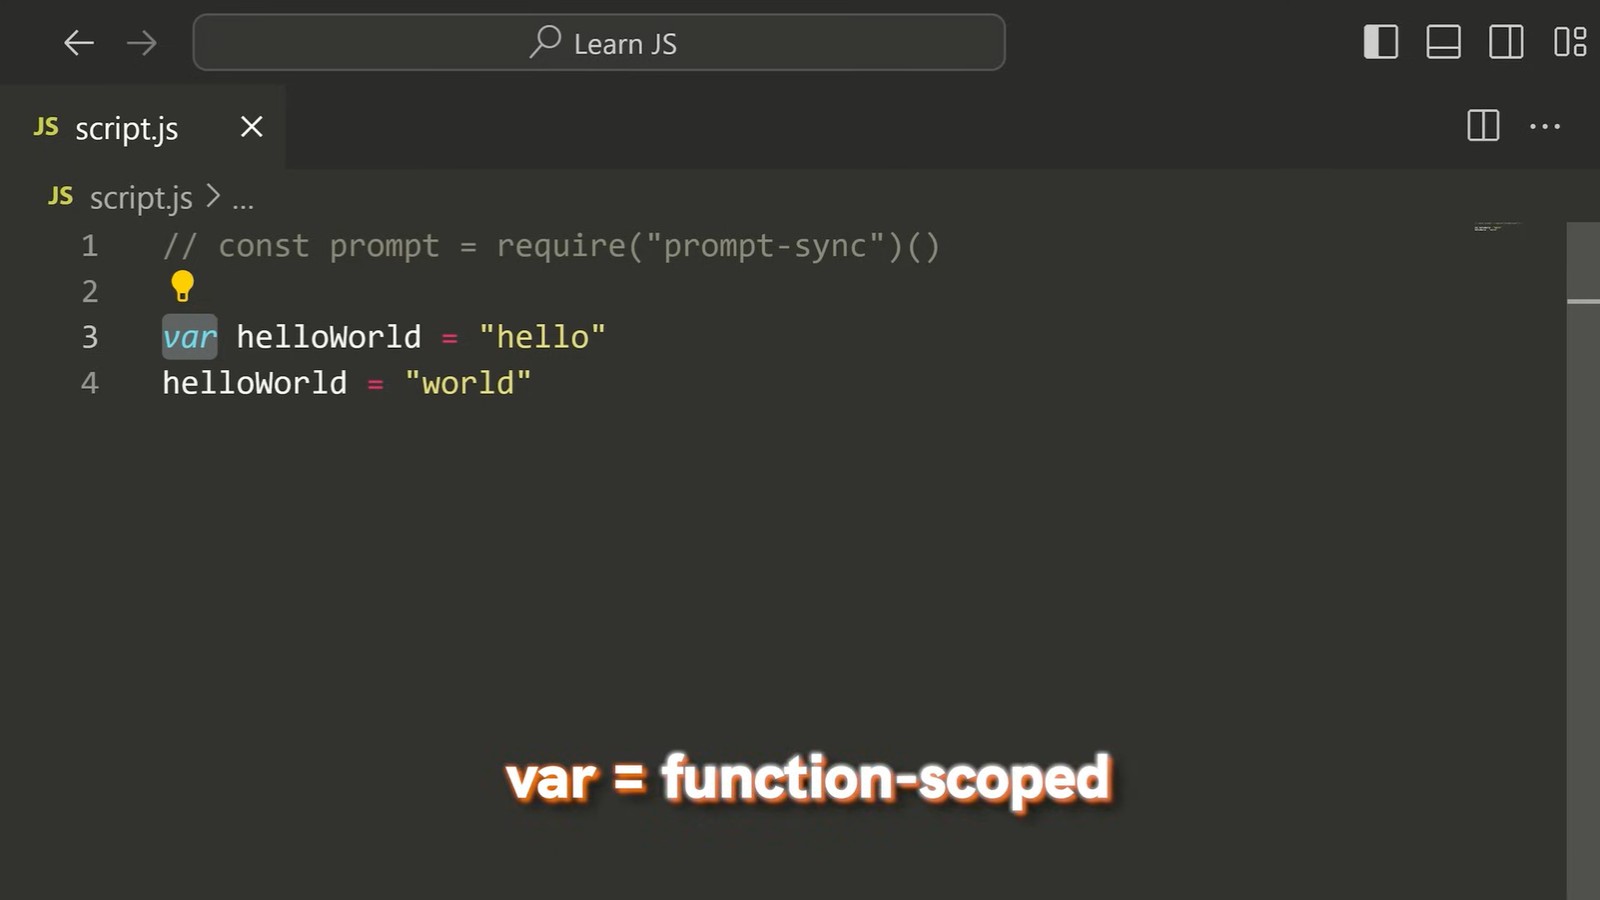 Learn JS
JS script.js
JS script.js > ...
1 // const prompt = require("prompt-sync")()
2
3 var helloWorld = "hello"
4 helloWorld = "world"
var = function-scoped